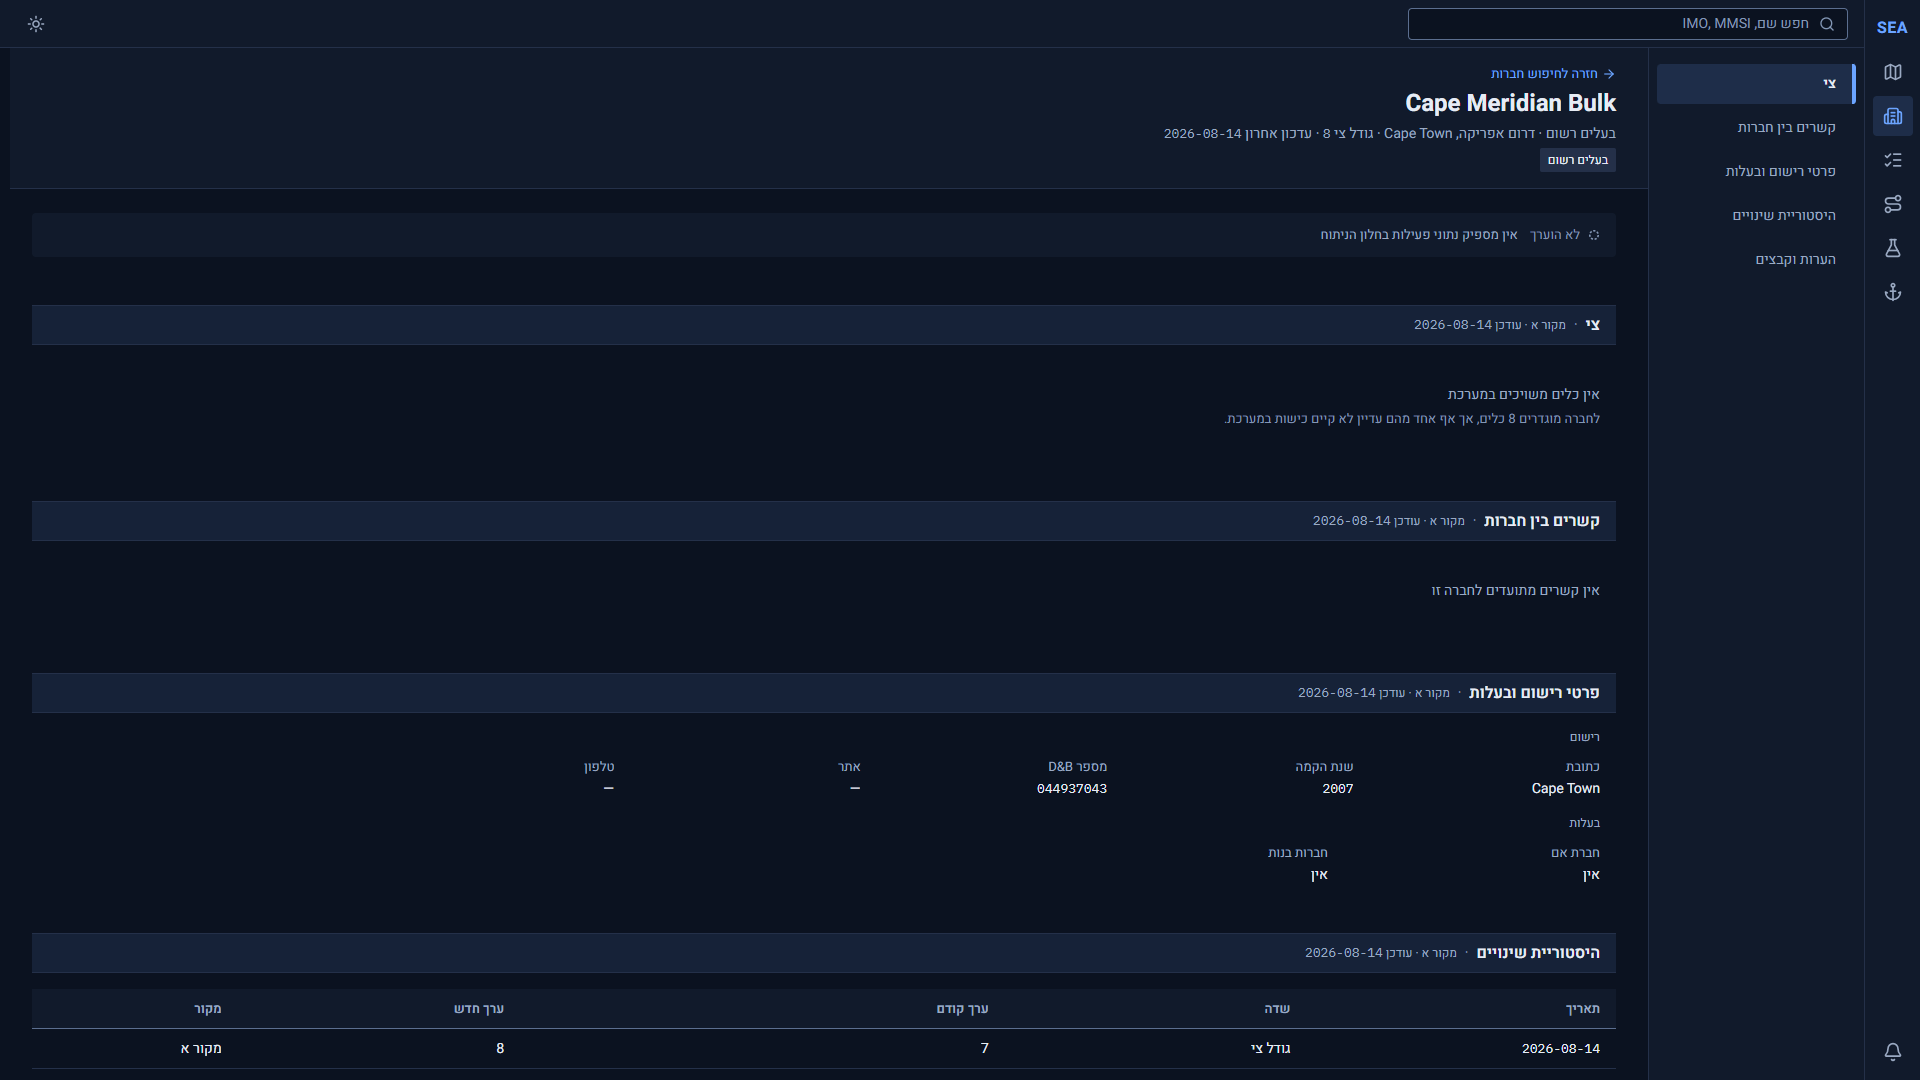 SEA
חפש שם, IMO, MMSI
צי
קשרים בין חברות
פרטי רישום ובעלות
היסטוריית שינויים
הערות וקבצים
חזרה לחיפוש חברות
Cape Meridian Bulk
בעלים רשום · דרום אפריקה, Cape Town · גודל צי 8 · עדכון אחרון 2026-08-14
בעלים רשום
לא הוערך אין מספיק נתוני פעילות בחלון הניתוח
צי · מקור א · עודכן 2026-08-14
אין כלים משויכים במערכת
לחברה מוגדרים 8 כלים, אך אף אחד מהם עדיין לא קיים כישות במערכת.
קשרים בין חברות · מקור א · עודכן 2026-08-14
אין קשרים מתועדים לחברה זו
פרטי רישום ובעלות · מקור א · עודכן 2026-08-14
רישום
כתובת שנת הקמה מספר D&B אתר טלפון
Cape Town 2007 044937043 — —
בעלות
חברת אם חברות בנות
אין אין
היסטוריית שינויים · מקור א · עודכן 2026-08-14
תאריך שדה ערך קודם ערך חדש מקור
2026-08-14 גודל צי 7 8 מקור א